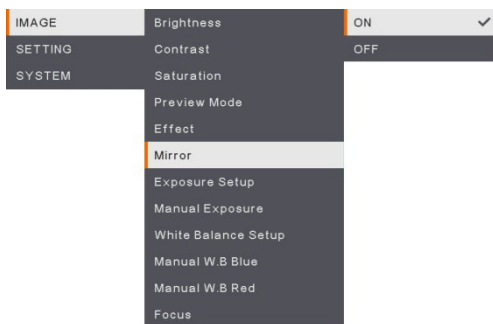 IMAGE
SETTING
SYSTEM
Brightness
Contrast
Saturation
Preview Mode
Effect
Mirror
Exposure Setup
Manual Exposure
White Balance Setup
Manual W.B Blue
Manual W.B Red
Focus
ON
OFF